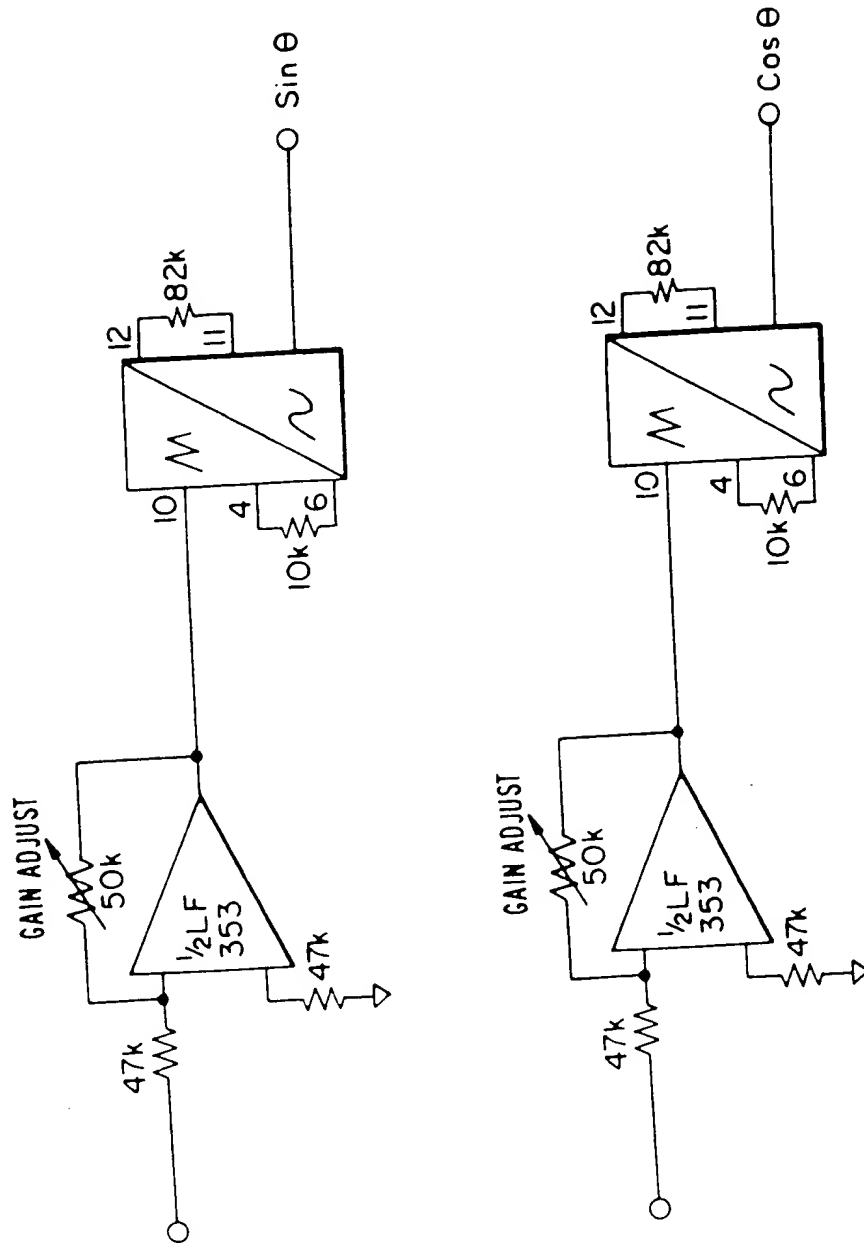 GAIN ADJUST
50k
47k
½LF
353
47k
10
4
6
10k
12
11
82k
Sin θ
GAIN ADJUST
50k
47k
½LF
353
47k
10
4
6
10k
12
11
82k
Cos θ